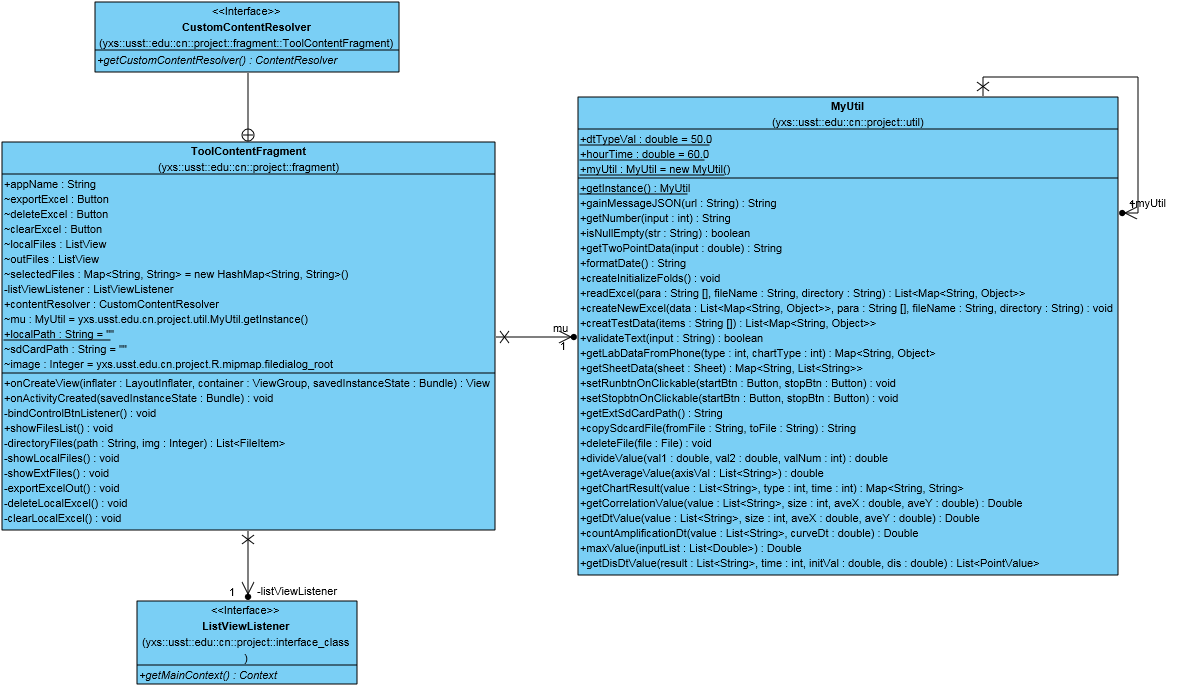 <<Interface>>
CustomContentResolver
(yxs::usst::edu::cn::project::fragment::ToolContentFragment)
+getCustomContentResolver() : ContentResolver
ToolContentFragment
(yxs::usst::edu::cn::project::fragment)
+appName : String
~exportExcel : Button
~deleteExcel : Button
~clearExcel : Button
~localFiles : ListView
~outFiles : ListView
~selectedFiles : Map<String, String> = new HashMap<String, String>()
-listViewListener : ListViewListener
+contentResolver : CustomContentResolver
~mu : MyUtil = yxs.usst.edu.cn.project.util.MyUtil.getInstance()
+localPath : String = ""
~sdCardPath : String = ""
~image : Integer = yxs.usst.edu.cn.project.R.mipmap.filedialog_root
+onCreateView(inflater : LayoutInflater, container : ViewGroup, savedInstanceState : Bundle) : View
+onActivityCreated(savedInstanceState : Bundle) : void
-bindControlBtnListener() : void
+showFilesList() : void
-directoryFiles(path : String, img : Integer) : List<FileItem>
-showLocalFiles() : void
-showExtFiles() : void
-exportExcelOut() : void
-deleteLocalExcel() : void
-clearLocalExcel() : void
mu
1
MyUtil
(yxs::usst::edu::cn::project::util)
+dtTypeVal : double = 50.0
+hourTime : double = 60.0
+myUtil : MyUtil = new MyUtil()
+getInstance() : MyUtil
+gainMessageJSON(url : String) : String
+getNumber(input : int) : String
+isNullEmpty(str : String) : boolean
+getTwoPointData(input : double) : String
+formatDate() : String
+createInitializeFolds() : void
+readExcel(para : String [], fileName : String, directory : String) : List<Map<String, Object>>
+createNewExcel(data : List<Map<String, Object>>, para : String [], fileName : String, directory : String) : void
+creatTestData(items : String []) : List<Map<String, Object>>
+validateText(input : String) : boolean
+getLabDataFromPhone(type : int, chartType : int) : Map<String, Object>
+getSheetData(sheet : Sheet) : Map<String, List<String>>
+setRunbtnOnClickable(startBtn : Button, stopBtn : Button) : void
+setStopbtnOnClickable(startBtn : Button, stopBtn : Button) : void
+getExtSdCardPath() : String
+copySdcardFile(fromFile : String, toFile : String) : String
+deleteFile(file : File) : void
+divideValue(val1 : double, val2 : double, valNum : int) : double
+getAverageValue(axisVal : List<String>) : double
+getChartResult(value : List<String>, type : int, time : int) : Map<String, String>
+getCorrelationValue(value : List<String>, size : int, aveX : double, aveY : double) : Double
+getDtValue(value : List<String>, size : int, aveX : double, aveY : double) : Double
+countAmplificationDt(value : List<String>, curveDt : double) : Double
+maxValue(inputList : List<Double>) : Double
+getDisDtValue(result : List<String>, time : int, initVal : double, dis : double) : List<PointValue>
+myUtil
1
-listViewListener
<<Interface>>
ListViewListener
(yxs::usst::edu::cn::project::interface_class
)
+getMainContext() : Context